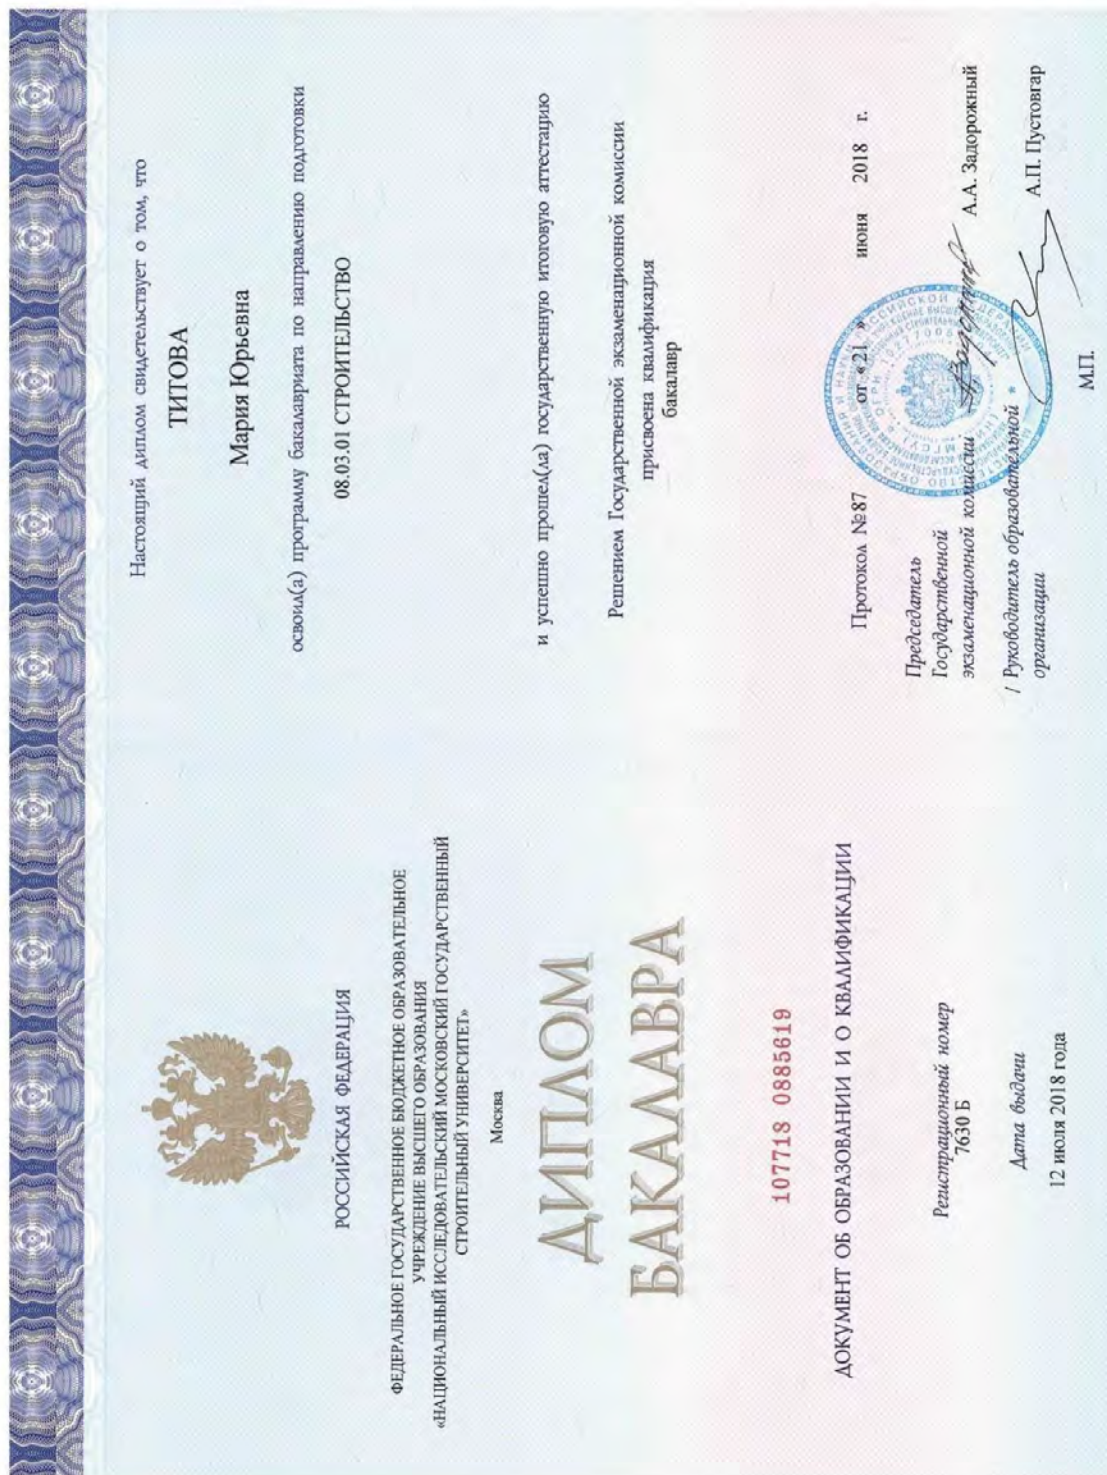 РОССИЙСКАЯ ФЕДЕРАЦИЯ
ФЕДЕРАЛЬНОЕ ГОСУДАРСТВЕННОЕ БЮДЖЕТНОЕ ОБРАЗОВАТЕЛЬНОЕ
УЧРЕЖДЕНИЕ ВЫСШЕГО ОБРАЗОВАНИЯ
«НАЦИОНАЛЬНЫЙ ИССЛЕДОВАТЕЛЬСКИЙ МОСКОВСКИЙ ГОСУДАРСТВЕННЫЙ
СТРОИТЕЛЬНЫЙ УНИВЕРСИТЕТ»
Москва
ДИПЛОМ
БАКАЛАВРА
107718 0885619
ДОКУМЕНТ ОБ ОБРАЗОВАНИИ И О КВАЛИФИКАЦИИ
Регистрационный номер
7630 Б
Дата выдачи
12 июля 2018 года
Настоящий диплом свидетельствует о том, что
ТИТОВА
Мария Юрьевна
освоил(а) программу бакалавриата по направлению подготовки
08.03.01 СТРОИТЕЛЬСТВО
и успешно прошел(ла) государственную итоговую аттестацию
Решением Государственной экзаменационной комиссии
присвоена квалификация
бакалавр
Протокол №87 от «21» июня 2018 г.
Председатель
Государственной
экзаменационной комиссии А.А. Задорожный
/ Руководитель образовательной
организации А.П. Пустовгар
М.П.